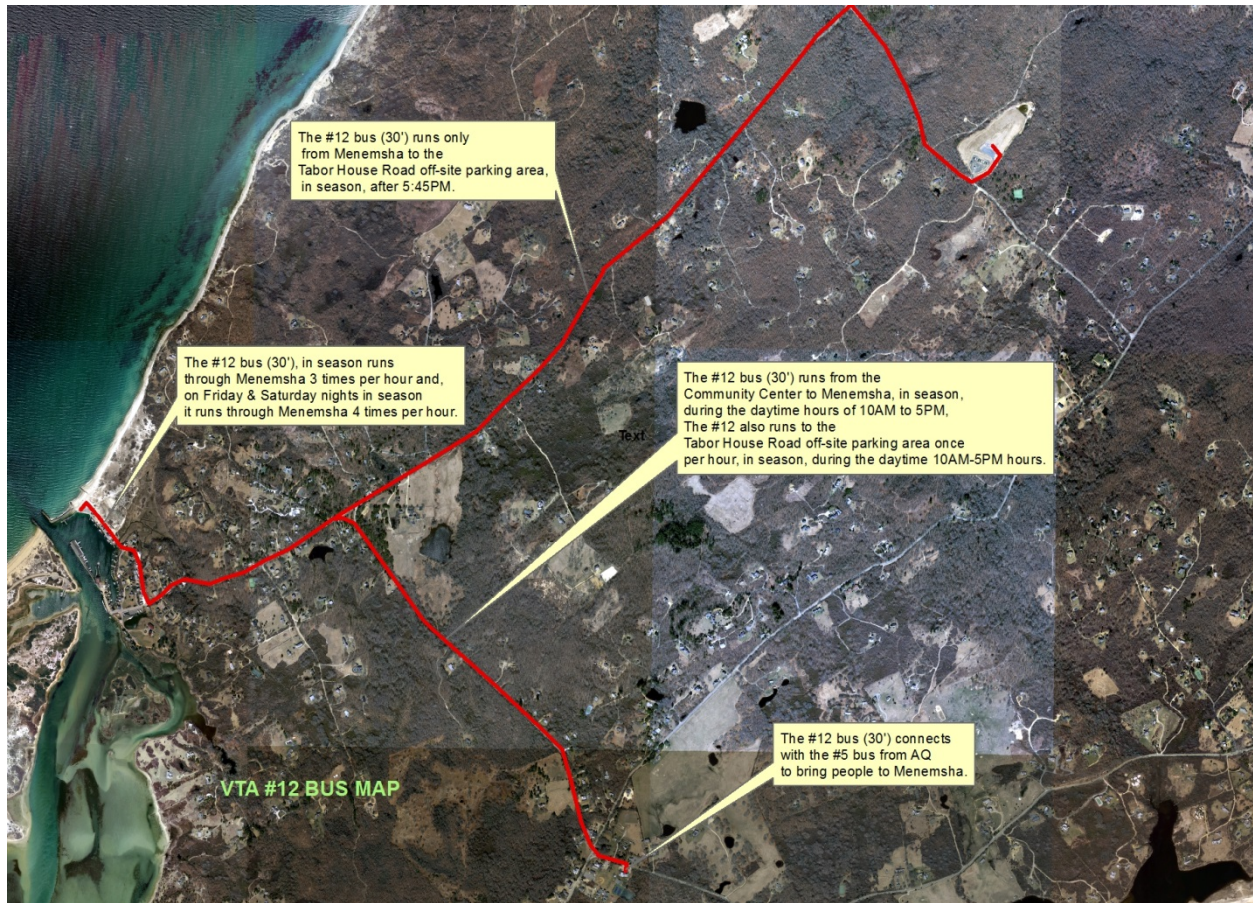 The #12 bus (30') runs only
from Menemsha to the
Tabor House Road off-site parking area,
in season, after 5:45PM.
The #12 bus (30'), in season runs
through Menemsha 3 times per hour and,
on Friday & Saturday nights in season
it runs through Menemsha 4 times per hour.
The #12 bus (30') runs from the
Community Center to Menemsha, in season,
during the daytime hours of 10AM to 5PM,
The #12 also runs to the
Tabor House Road off-site parking area once
per hour, in season, during the daytime 10AM-5PM hours.
Text
The #12 bus (30') connects
with the #5 bus from AQ
to bring people to Menemsha.
VTA #12 BUS MAP